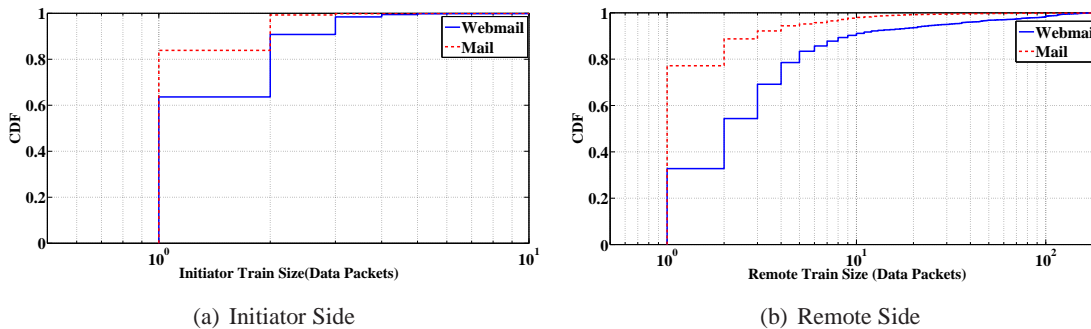 1
0.8
0.6
0.4
0.2
0
CDF
10^0
10^1
Initiator Train Size(Data Packets)
Webmail
Mail
(a) Initiator Side
1
0.8
0.6
0.4
0.2
0
CDF
10^0
10^1
10^2
Remote Train Size (Data Packets)
Webmail
Mail
(b) Remote Side